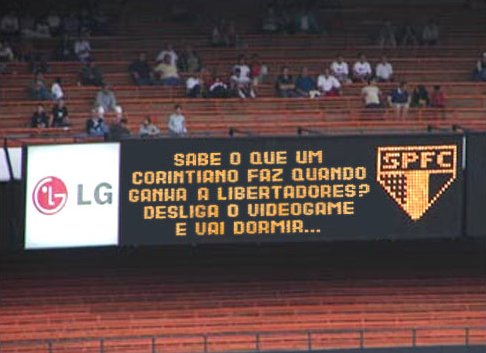 SABE O QUE UM
CORINTIANO FAZ QUANDO
GANHA A LIBERTADORES?
DESLIGA O VIDEOGAME
E VAI DORMIR...
SPFC
LG